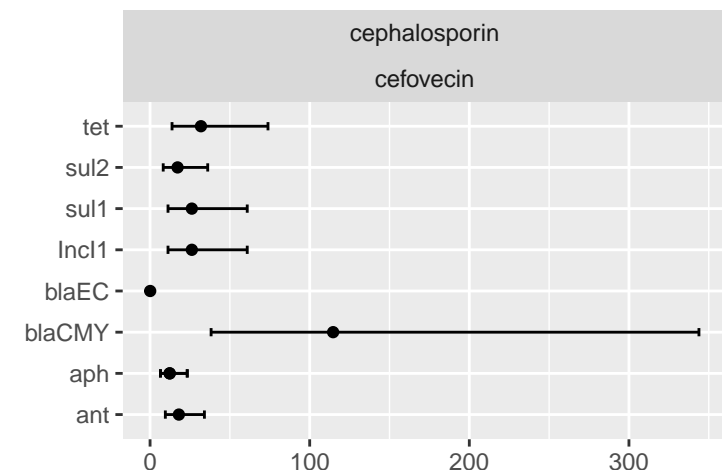 cephalosporin
cefovecin
tet
sul2
sul1
IncI1
blaEC
blaCMY
aph
ant
0 100 200 300